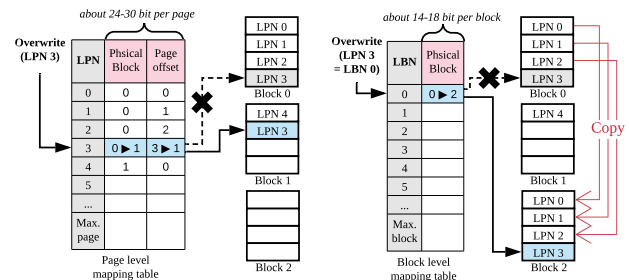 about 24-30 bit per page
Overwrite
(LPN 3)
LPN
Phsical
Block
Page
offset
0
0
0
1
0
1
2
0
2
3
0 ▶ 1
3 ▶ 1
4
1
0
5
...
Max.
page
Page level
mapping table
LPN 0
LPN 1
LPN 2
LPN 3
Block 0
LPN 4
LPN 3
Block 1
Block 2
about 14-18 bit per block
Overwrite
(LPN 3
= LBN 0)
LBN
Phsical
Block
0
0 ▶ 2
1
2
3
4
5
...
Max.
block
Block level
mapping table
LPN 0
LPN 1
LPN 2
LPN 3
Block 0
LPN 4
Block 1
Copy
LPN 0
LPN 1
LPN 2
LPN 3
Block 2